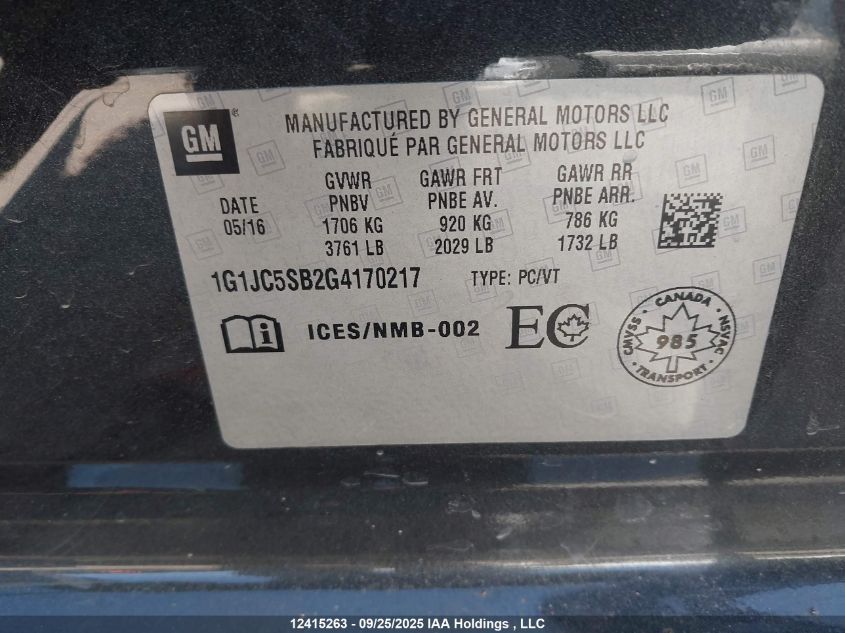 GM
MANUFACTURED BY GENERAL MOTORS LLC
FABRIQUÉ PAR GENERAL MOTORS LLC
DATE
05/16
GVWR
PNBV
1706 KG
3761 LB
GAWR FRT
PNBE AV.
920 KG
2029 LB
GAWR RR
PNBE ARR.
786 KG
1732 LB
1G1JC5SB2G4170217 TYPE: PC/VT
ICES/NMB-002 EC
CANADA
CMVSS 985 NSVAC
TRANSPORT
12415263 - 09/25/2025 IAA Holdings, LLC